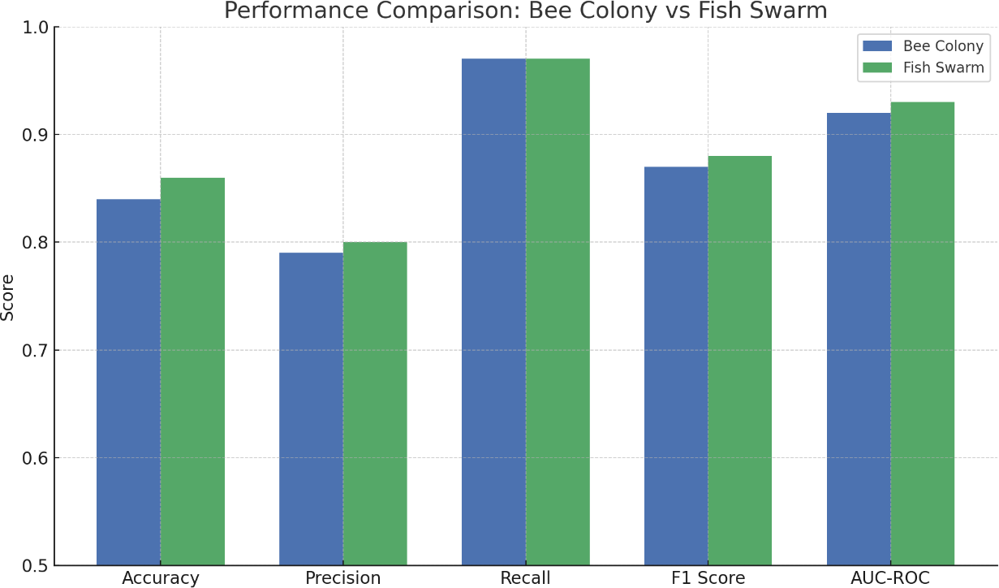 Performance Comparison: Bee Colony vs Fish Swarm
Bee Colony
Fish Swarm
Score
1.0
0.9
0.8
0.7
0.6
0.5
Accuracy Precision Recall F1 Score AUC-ROC